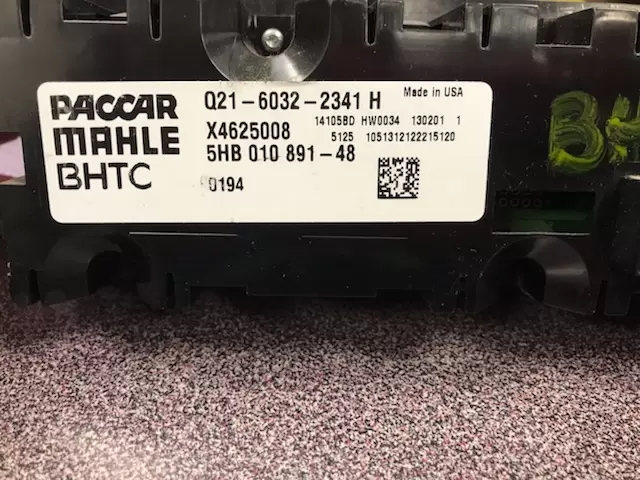 PACCAR
MAHLE
BHTC
Q21-6032-2341 H
Made in USA
X4625008
14105BD HW0034 130201 1
5HB 010 891-48
5125 1051312122215120
0194